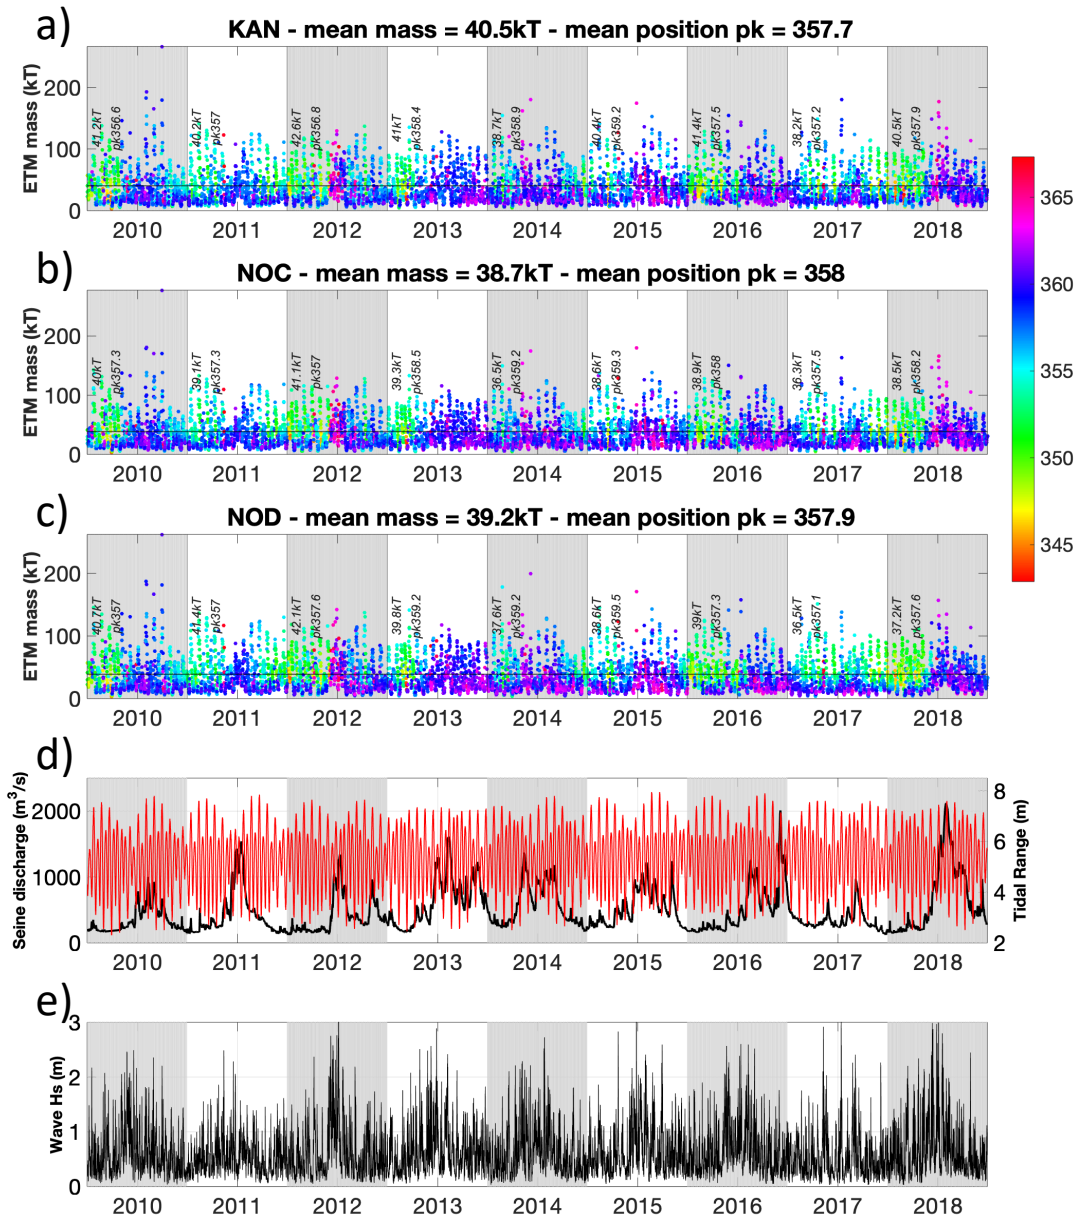 a)
KAN - mean mass = 40.5kT - mean position pk = 357.7
ETM mass (kT)
200
100
0
41.2kT
pk356.6
40.2kT
pk357
42.6kT
pk356.8
41kT
pk358.4
38.7kT
pk358.9
40.4kT
pk359.2
41.4kT
pk357.5
38.2kT
pk357.2
40.5kT
pk357.9
2010 2011 2012 2013 2014 2015 2016 2017 2018
b)
NOC - mean mass = 38.7kT - mean position pk = 358
ETM mass (kT)
200
100
0
40kT
pk357.3
39.1kT
pk357.3
41.1kT
pk357
39.3kT
pk358.5
36.5kT
pk359.2
38.6kT
pk359.3
38.9kT
pk358
36.3kT
pk357.5
38.5kT
pk358.2
2010 2011 2012 2013 2014 2015 2016 2017 2018
365
360
355
350
345
c)
NOD - mean mass = 39.2kT - mean position pk = 357.9
ETM mass (kT)
200
100
0
40.7kT
pk357
41.4kT
pk357
42.1kT
pk357.6
39.8kT
pk359.2
37.8kT
pk359.2
38.6kT
pk359.5
39kT
pk357.3
36.5kT
pk357.1
37.2kT
pk357.6
2010 2011 2012 2013 2014 2015 2016 2017 2018
d)
Seine discharge (m³/s)
2000
1000
0
8
6
4
2
Tidal Range (m)
2010 2011 2012 2013 2014 2015 2016 2017 2018
e)
Wave Hs (m)
3
2
1
0
2010 2011 2012 2013 2014 2015 2016 2017 2018